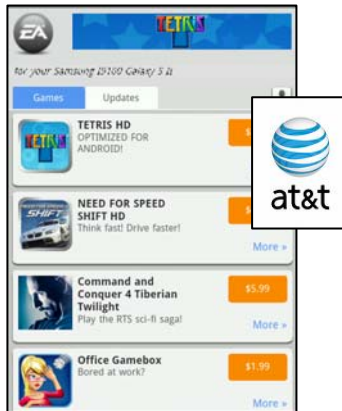 EA
TETRIS
for your Samsung I9100 Galaxy S II
Games
Updates
TETRIS
TETRIS HD
OPTIMIZED FOR
ANDROID!
$
SHIFT
NEED FOR SPEED
SHIFT HD
Think fast! Drive faster!
$
More »
Command and
Conquer 4 Tiberian
Twilight
Play the RTS sci-fi saga!
$5.99
More »
Office Gamebox
Bored at work?
$1.99
More »
at&t